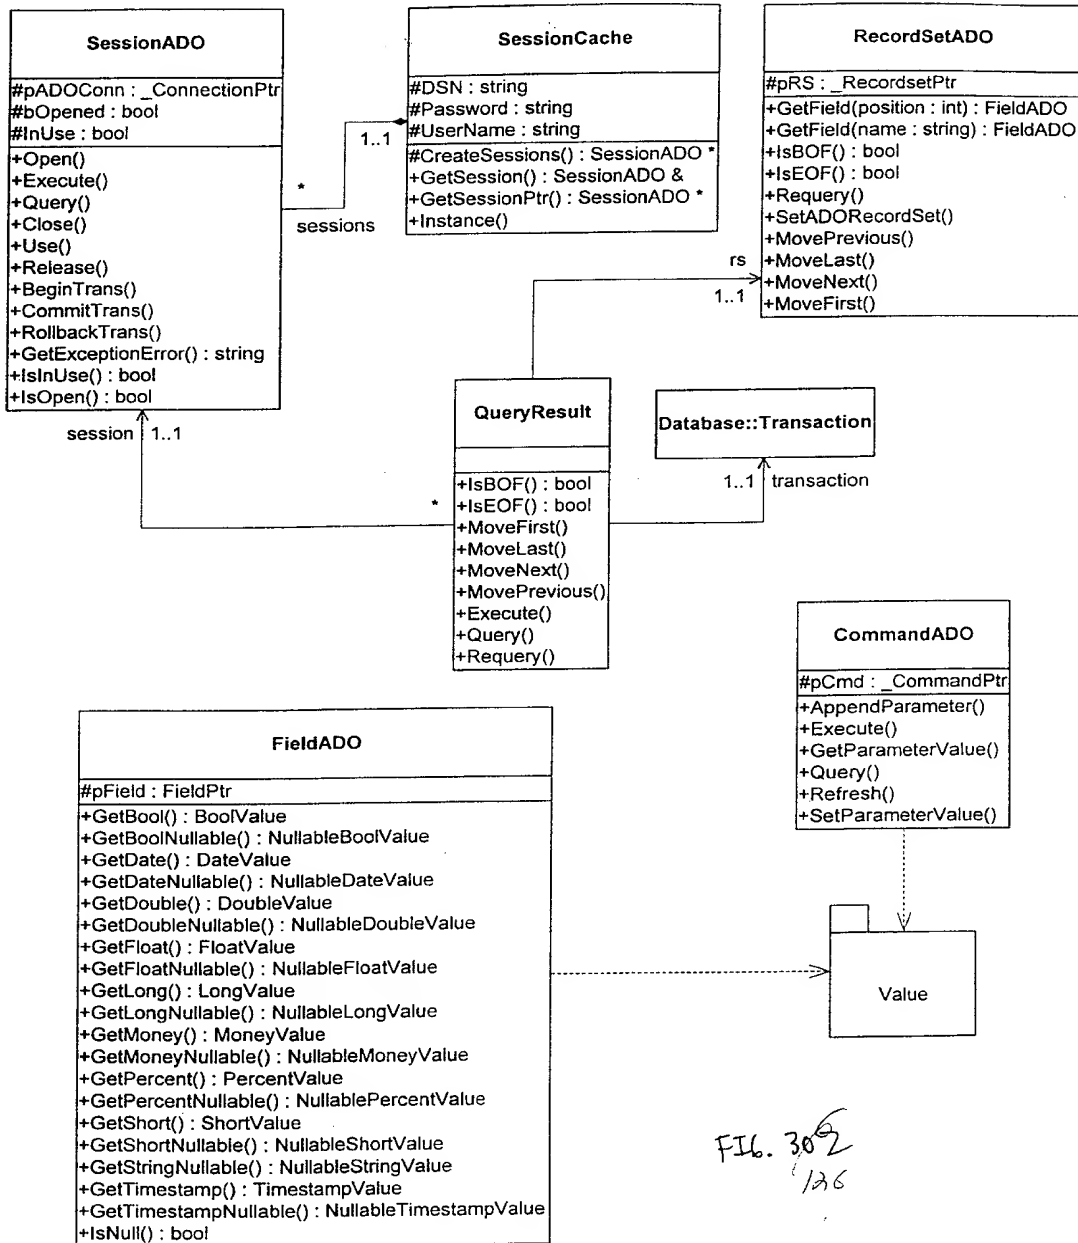 SessionADO
#pADOConn : _ConnectionPtr
#bOpened : bool
#InUse : bool
+Open()
+Execute()
+Query()
+Close()
+Use()
+Release()
+BeginTrans()
+CommitTrans()
+RollbackTrans()
+GetExceptionError() : string
+IsInUse() : bool
+IsOpen() : bool
1..1
*
sessions
SessionCache
#DSN : string
#Password : string
#UserName : string
#CreateSessions() : SessionADO *
+GetSession() : SessionADO &
+GetSessionPtr() : SessionADO *
+Instance()
RecordSetADO
#pRS : _RecordsetPtr
+GetField(position : int) : FieldADO
+GetField(name : string) : FieldADO
+IsBOF() : bool
+IsEOF() : bool
+Requery()
+SetADORecordSet()
+MovePrevious()
+MoveLast()
+MoveNext()
+MoveFirst()
rs
1..1
session 1..1
*
QueryResult
+IsBOF() : bool
+IsEOF() : bool
+MoveFirst()
+MoveLast()
+MoveNext()
+MovePrevious()
+Execute()
+Query()
+Requery()
Database::Transaction
1..1 transaction
CommandADO
#pCmd : _CommandPtr
+AppendParameter()
+Execute()
+GetParameterValue()
+Query()
+Refresh()
+SetParameterValue()
FieldADO
#pField : FieldPtr
+GetBool() : BoolValue
+GetBoolNullable() : NullableBoolValue
+GetDate() : DateValue
+GetDateNullable() : NullableDateValue
+GetDouble() : DoubleValue
+GetDoubleNullable() : NullableDoubleValue
+GetFloat() : FloatValue
+GetFloatNullable() : NullableFloatValue
+GetLong() : LongValue
+GetLongNullable() : NullableLongValue
+GetMoney() : MoneyValue
+GetMoneyNullable() : NullableMoneyValue
+GetPercent() : PercentValue
+GetPercentNullable() : NullablePercentValue
+GetShort() : ShortValue
+GetShortNullable() : NullableShortValue
+GetStringNullable() : NullableStringValue
+GetTimestamp() : TimestampValue
+GetTimestampNullable() : NullableTimestampValue
+IsNull() : bool
Value
FIG.
126